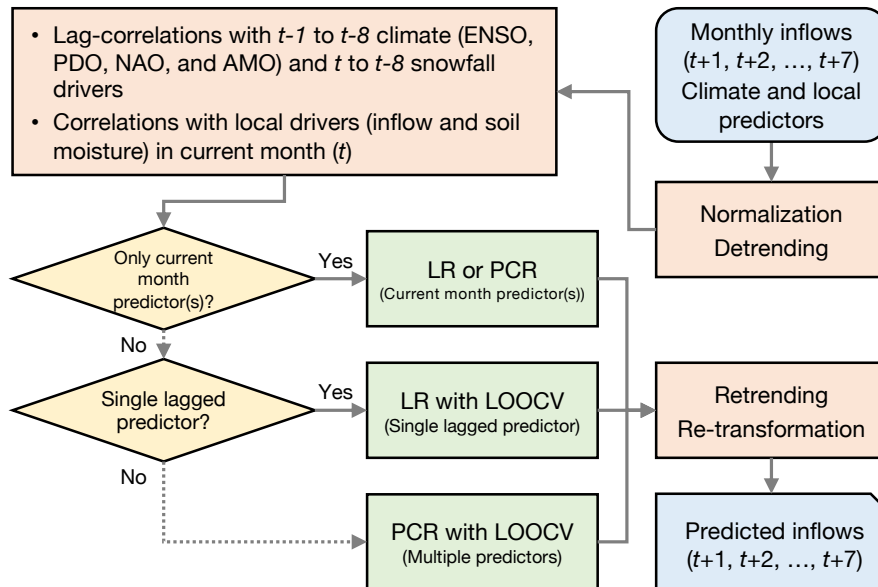 • Lag-correlations with t-1 to t-8 climate (ENSO,
PDO, NAO, and AMO) and t to t-8 snowfall
drivers
• Correlations with local drivers (inflow and soil
moisture) in current month (t)
Monthly inflows
(t+1, t+2, …, t+7)
Climate and local
predictors
Normalization
Detrending
Only current
month
predictor(s)?
Yes
LR or PCR
(Current month predictor(s))
No
Single lagged
predictor?
Yes
LR with LOOCV
(Single lagged predictor)
Retrending
Re-transformation
No
PCR with LOOCV
(Multiple predictors)
Predicted inflows
(t+1, t+2, …, t+7)